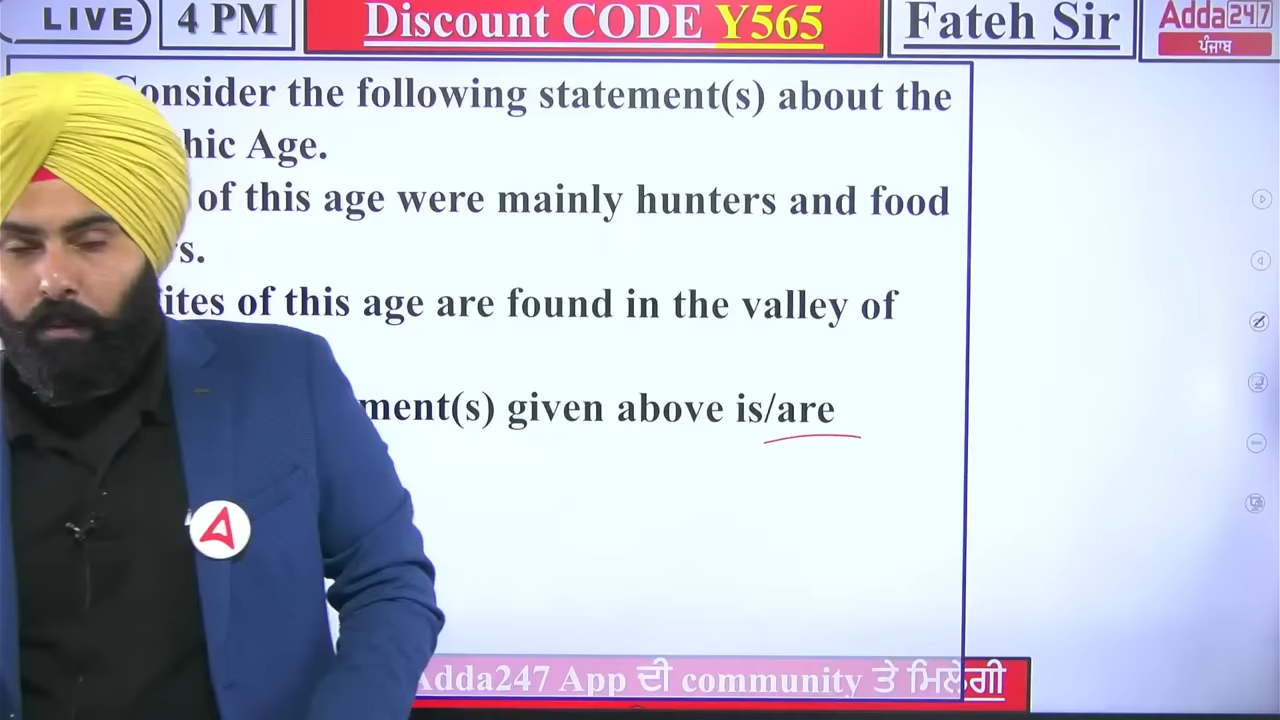 LIVE
4 PM
Discount CODE Y565
Fateh Sir
Adda247
ਪੰਜਾਬ
Consider the following statement(s) about the
hic Age.
of this age were mainly hunters and food
rs.
ites of this age are found in the valley of
ment(s) given above is/are
Adda247 App ਦੀ community ਤੇ ਮਿਲੇਗੀ